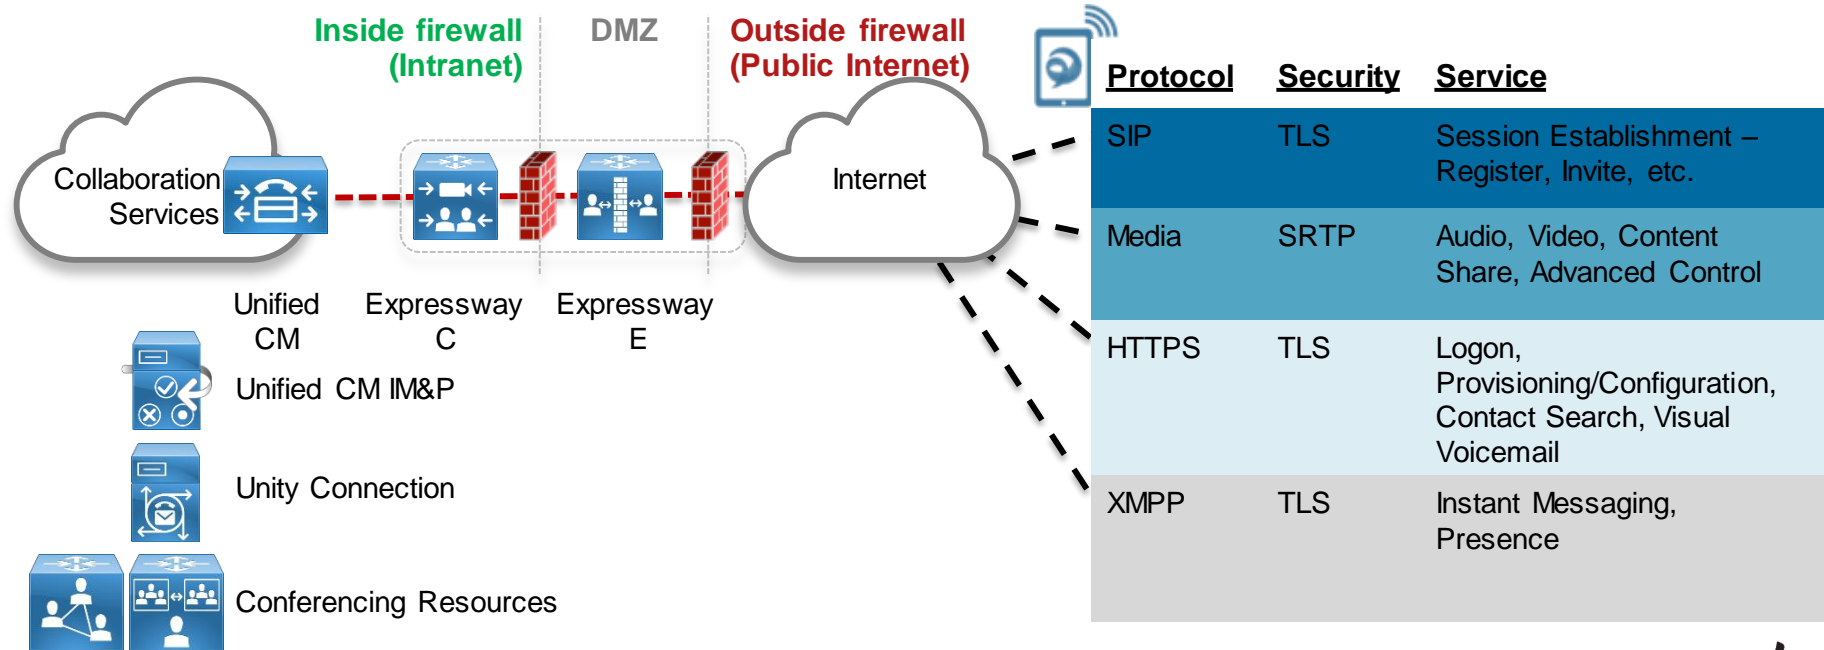 Inside firewall
(Intranet)
DMZ
Outside firewall
(Public Internet)
Collaboration
Services
Internet
Unified
CM
Expressway
C
Expressway
E
Unified CM IM&P
Unity Connection
Conferencing Resources
Protocol Security Service
SIP TLS Session Establishment –
Register, Invite, etc.
Media SRTP Audio, Video, Content
Share, Advanced Control
HTTPS TLS Logon,
Provisioning/Configuration,
Contact Search, Visual
Voicemail
XMPP TLS Instant Messaging,
Presence